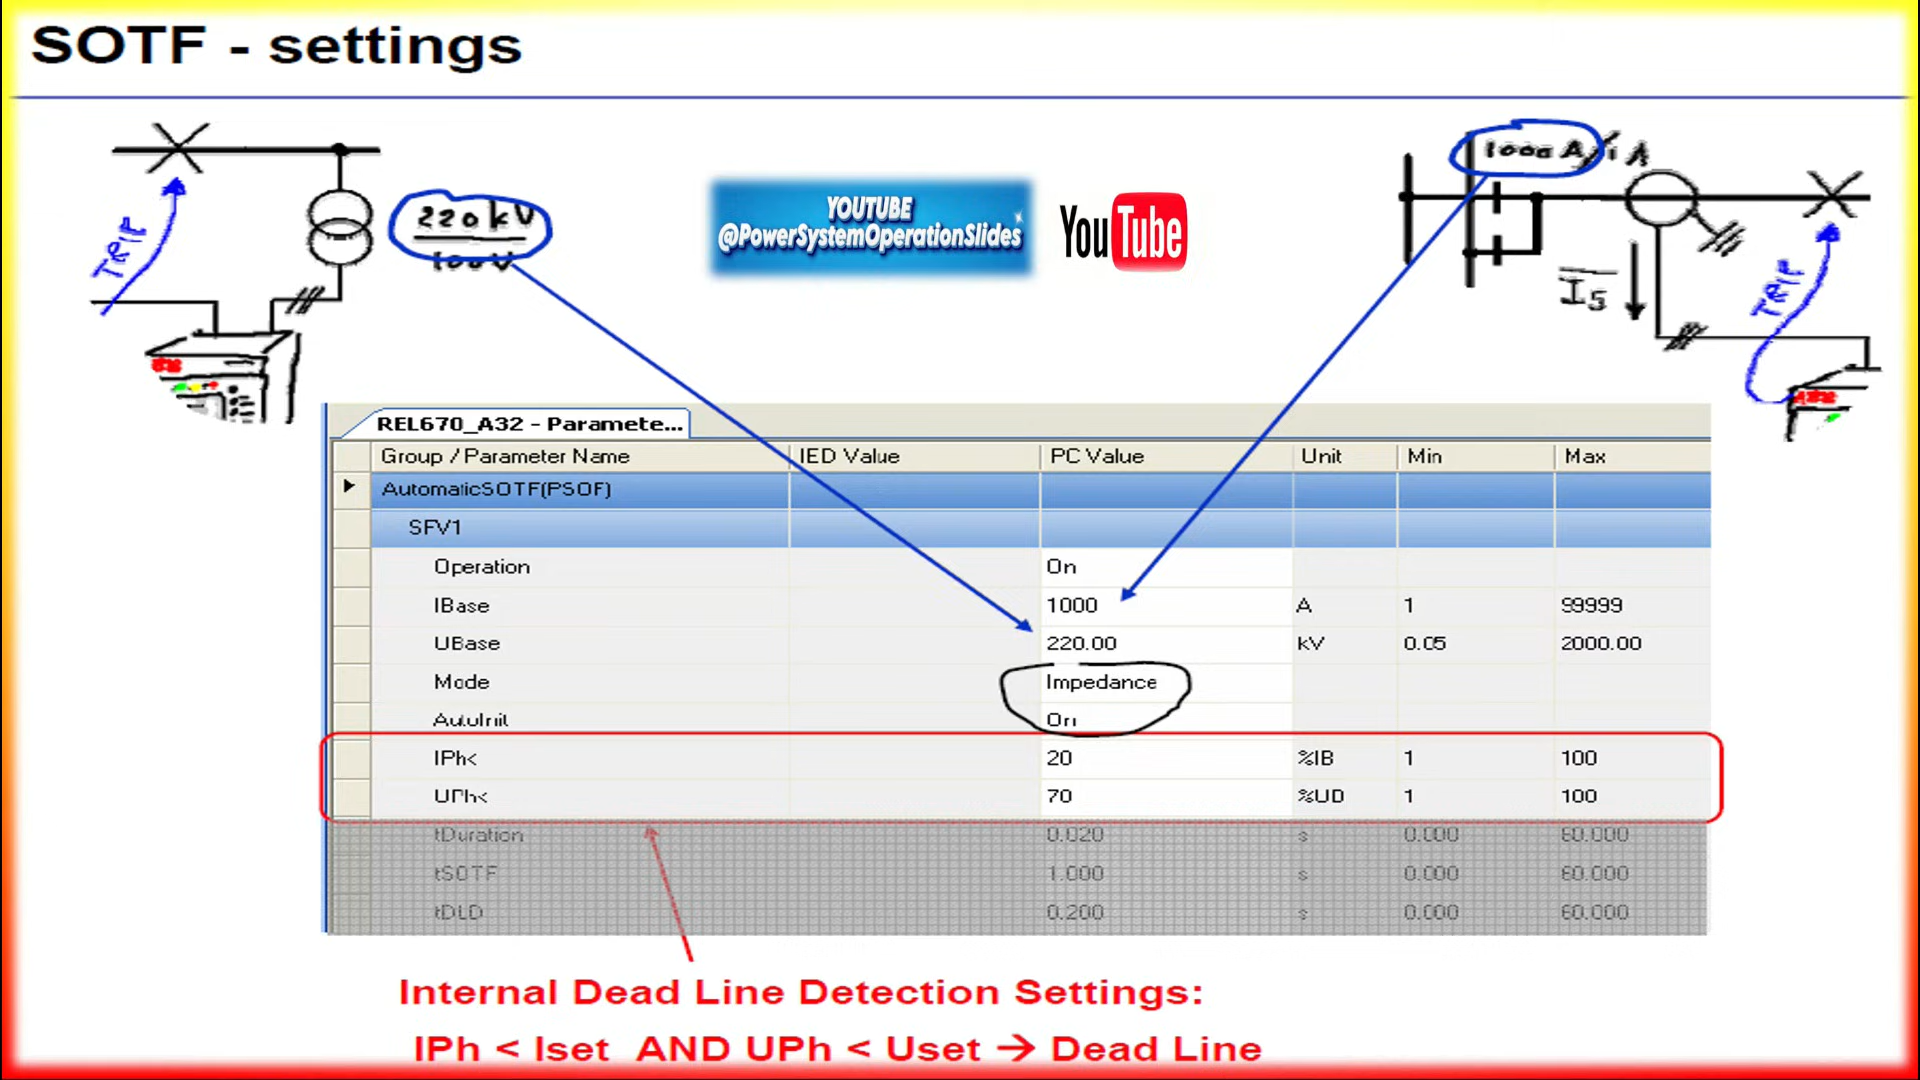 SOTF - settings
TRIP
220kV
100V
YOUTUBE
@PowerSystemOperationSlides
YouTube
1000 A/1 A
IS
TRIP
REL670_A32 - Paramete...
Group / Parameter Name IED Value PC Value Unit Min Max
AutomaticSOTF(PSOF)
SFV1
Operation On
IBase 1000 A 1 99999
UBase 220.00 kV 0.05 2000.00
Mode Impedance
AutoInit On
IPh< 20 %IB 1 100
UPh< 70 %UB 1 100
tDuration 0.020 s 0.000 60.000
tSOTF 1.000 s 0.000 60.000
tDLD 0.200 s 0.000 60.000
Internal Dead Line Detection Settings:
IPh < Iset AND UPh < Uset → Dead Line